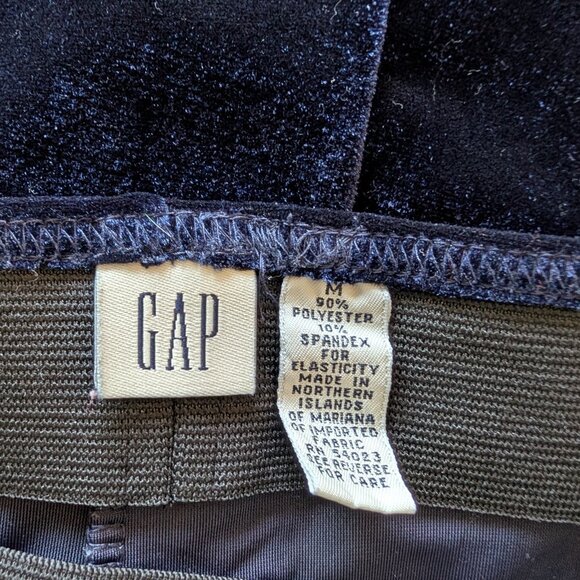 GAP
M
90%
POLYESTER
10%
SPANDEX
FOR
ELASTICITY
MADE IN
NORTHERN
ISLANDS
OF MARIANA
OF IMPORTED
FABRIC
RN 54023
SEE REVERSE
FOR CARE